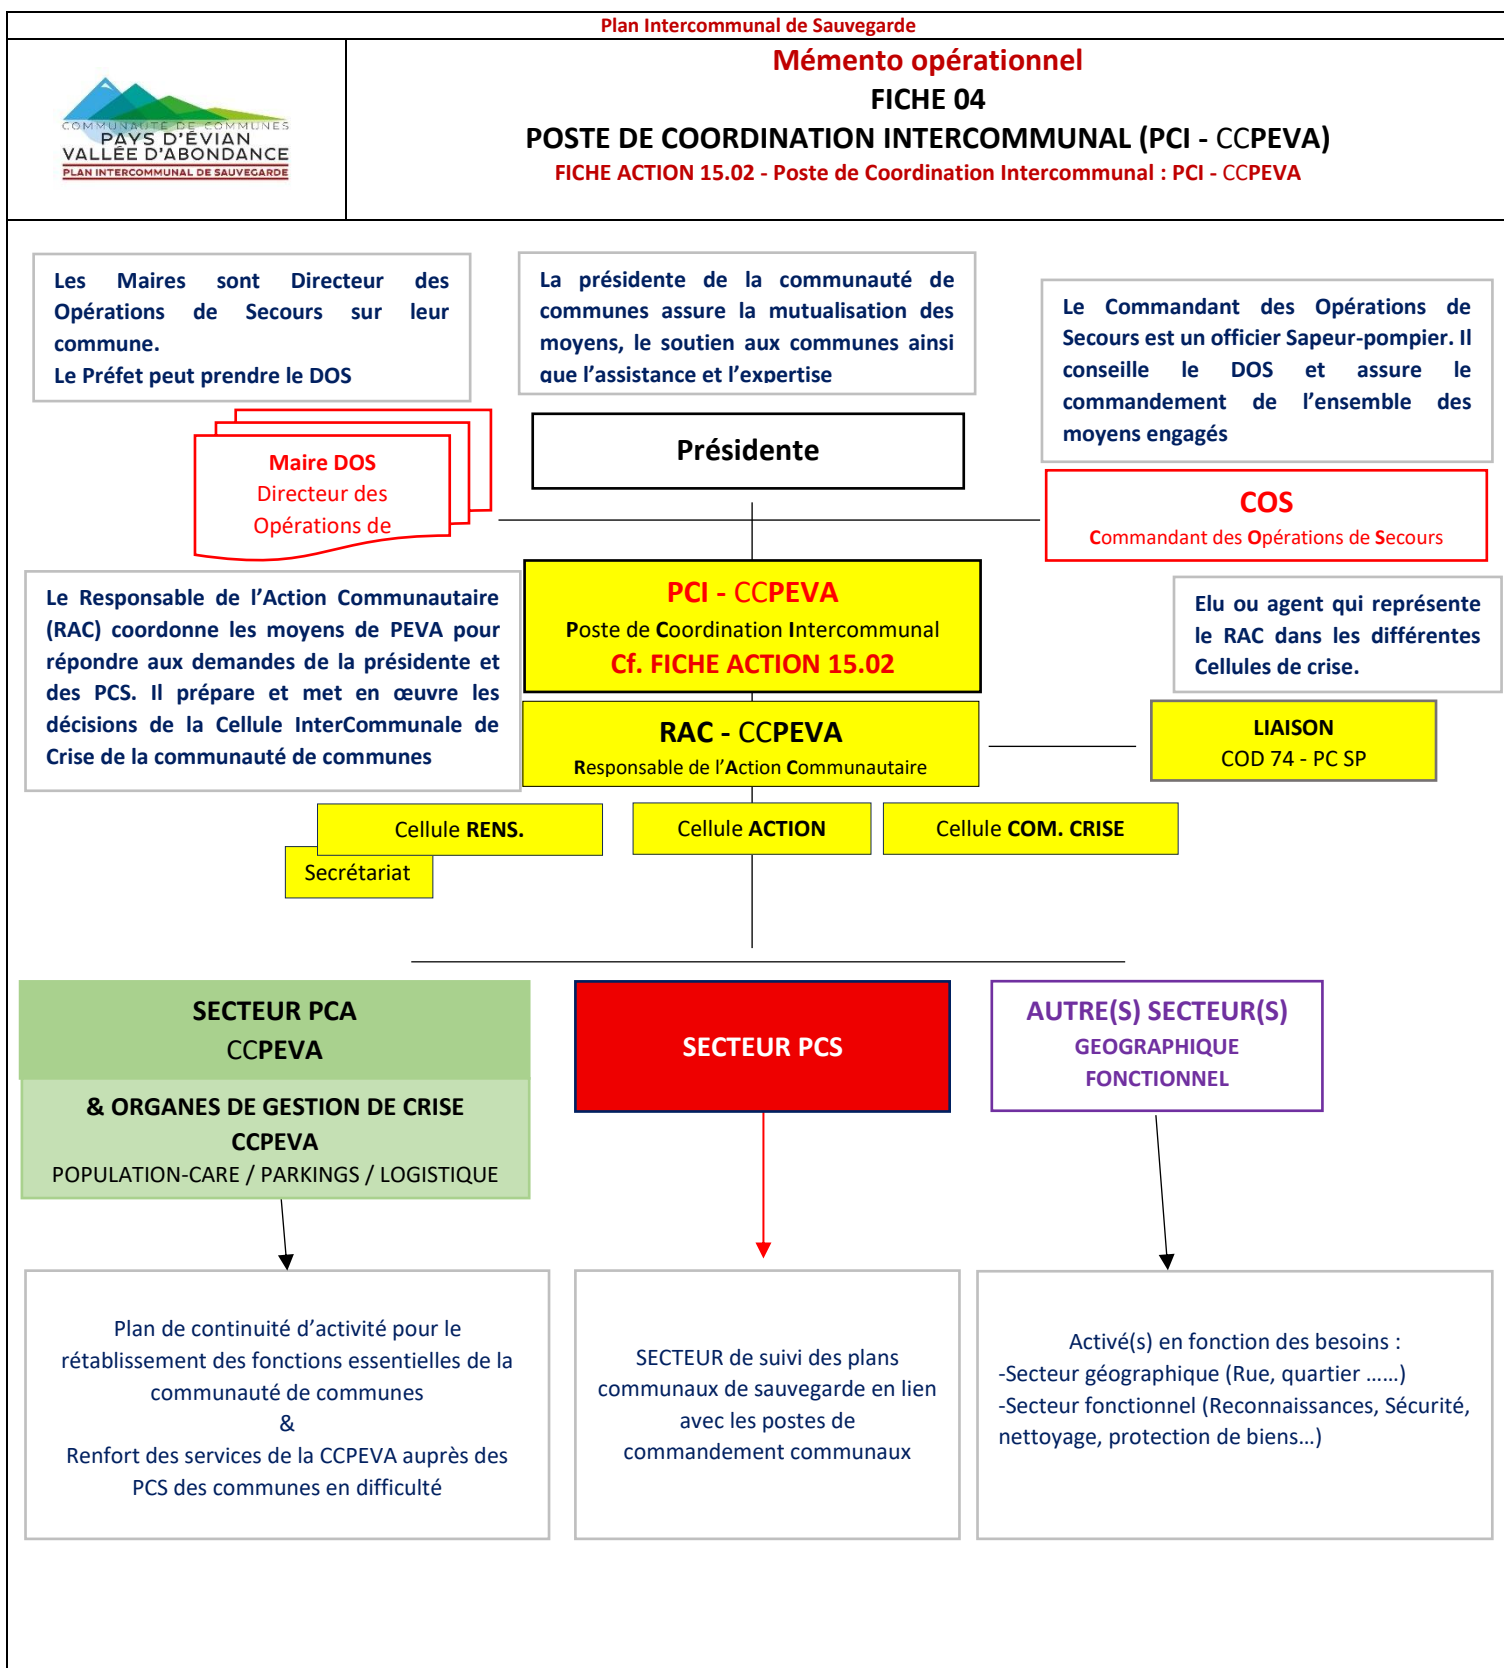 Plan Intercommunal de Sauvegarde
COMMUNAUTÉ DE COMMUNES
PAYS D'ÉVIAN
VALLÉE D'ABONDANCE
PLAN INTERCOMMUNAL DE SAUVEGARDE
Mémento opérationnel
FICHE 04
POSTE DE COORDINATION INTERCOMMUNAL (PCI - CCPEVA)
FICHE ACTION 15.02 - Poste de Coordination Intercommunal : PCI - CCPEVA
Les Maires sont Directeur des
Opérations de Secours sur leur
commune.
Le Préfet peut prendre le DOS
La présidente de la communauté de
communes assure la mutualisation des
moyens, le soutien aux communes ainsi
que l'assistance et l'expertise
Le Commandant des Opérations de
Secours est un officier Sapeur-pompier. Il
conseille le DOS et assure le
commandement de l'ensemble des
moyens engagés
Maire DOS
Directeur des
Opérations de
Présidente
COS
Commandant des Opérations de Secours
Le Responsable de l'Action Communautaire
(RAC) coordonne les moyens de PEVA pour
répondre aux demandes de la présidente et
des PCS. Il prépare et met en œuvre les
décisions de la Cellule InterCommunale de
Crise de la communauté de communes
PCI - CCPEVA
Poste de Coordination Intercommunal
Cf. FICHE ACTION 15.02
Elu ou agent qui représente
le RAC dans les différentes
Cellules de crise.
RAC - CCPEVA
Responsable de l'Action Communautaire
LIAISON
COD 74 - PC SP
Cellule RENS.
Cellule ACTION
Cellule COM. CRISE
Secrétariat
SECTEUR PCA
CCPEVA
& ORGANES DE GESTION DE CRISE
CCPEVA
POPULATION-CARE / PARKINGS / LOGISTIQUE
SECTEUR PCS
AUTRE(S) SECTEUR(S)
GEOGRAPHIQUE
FONCTIONNEL
Plan de continuité d'activité pour le
rétablissement des fonctions essentielles de la
communauté de communes
&
Renfort des services de la CCPEVA auprès des
PCS des communes en difficulté
SECTEUR de suivi des plans
communaux de sauvegarde en lien
avec les postes de
commandement communaux
Activé(s) en fonction des besoins :
-Secteur géographique (Rue, quartier ……)
-Secteur fonctionnel (Reconnaissances, Sécurité,
nettoyage, protection de biens…)